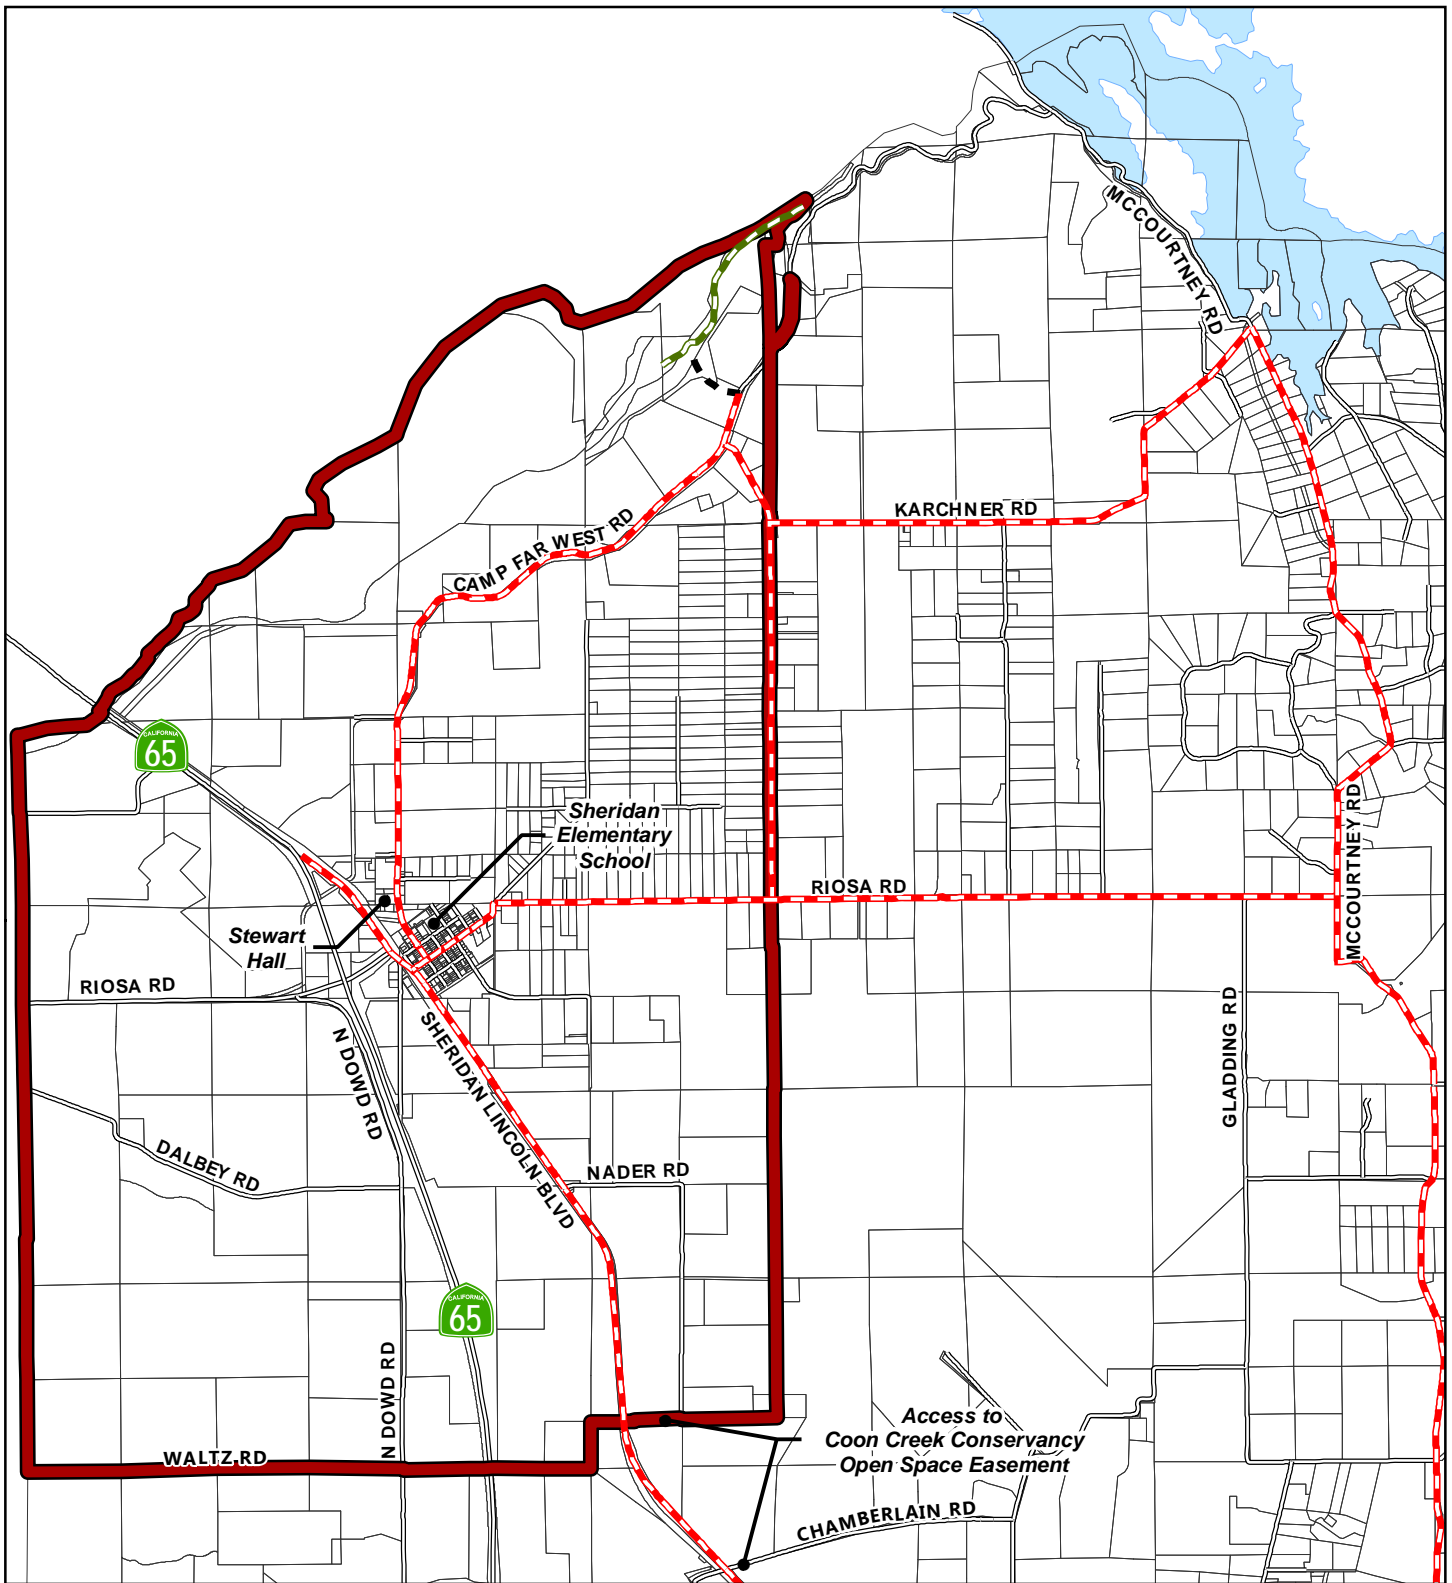 MCCOURTNEY RD
KARCHNER RD
CAMP FAR WEST RD
CALIFORNIA
65
Sheridan
Elementary
School
MCCOURTNEY RD
RIOSA RD
Stewart
Hall
RIOSA RD
N DOWD RD
SHERIDAN LINCOLN BLVD
GLADDING RD
DALBEY RD
NADER RD
CALIFORNIA
65
N DOWD RD
Access to
Coon Creek Conservancy
Open Space Easement
WALTZ RD
CHAMBERLAIN RD